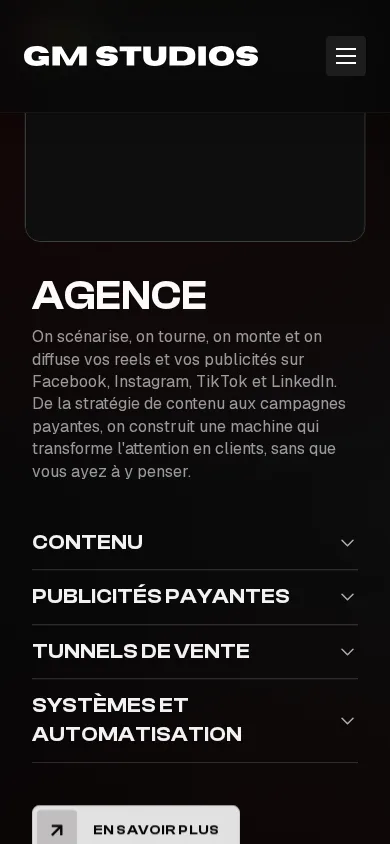 GM STUDIOS
AGENCE
On scénarise, on tourne, on monte et on
diffuse vos reels et vos publicités sur
Facebook, Instagram, TikTok et LinkedIn.
De la stratégie de contenu aux campagnes
payantes, on construit une machine qui
transforme l'attention en clients, sans que
vous ayez à y penser.
CONTENU
PUBLICITÉS PAYANTES
TUNNELS DE VENTE
SYSTÈMES ET
AUTOMATISATION
EN SAVOIR PLUS